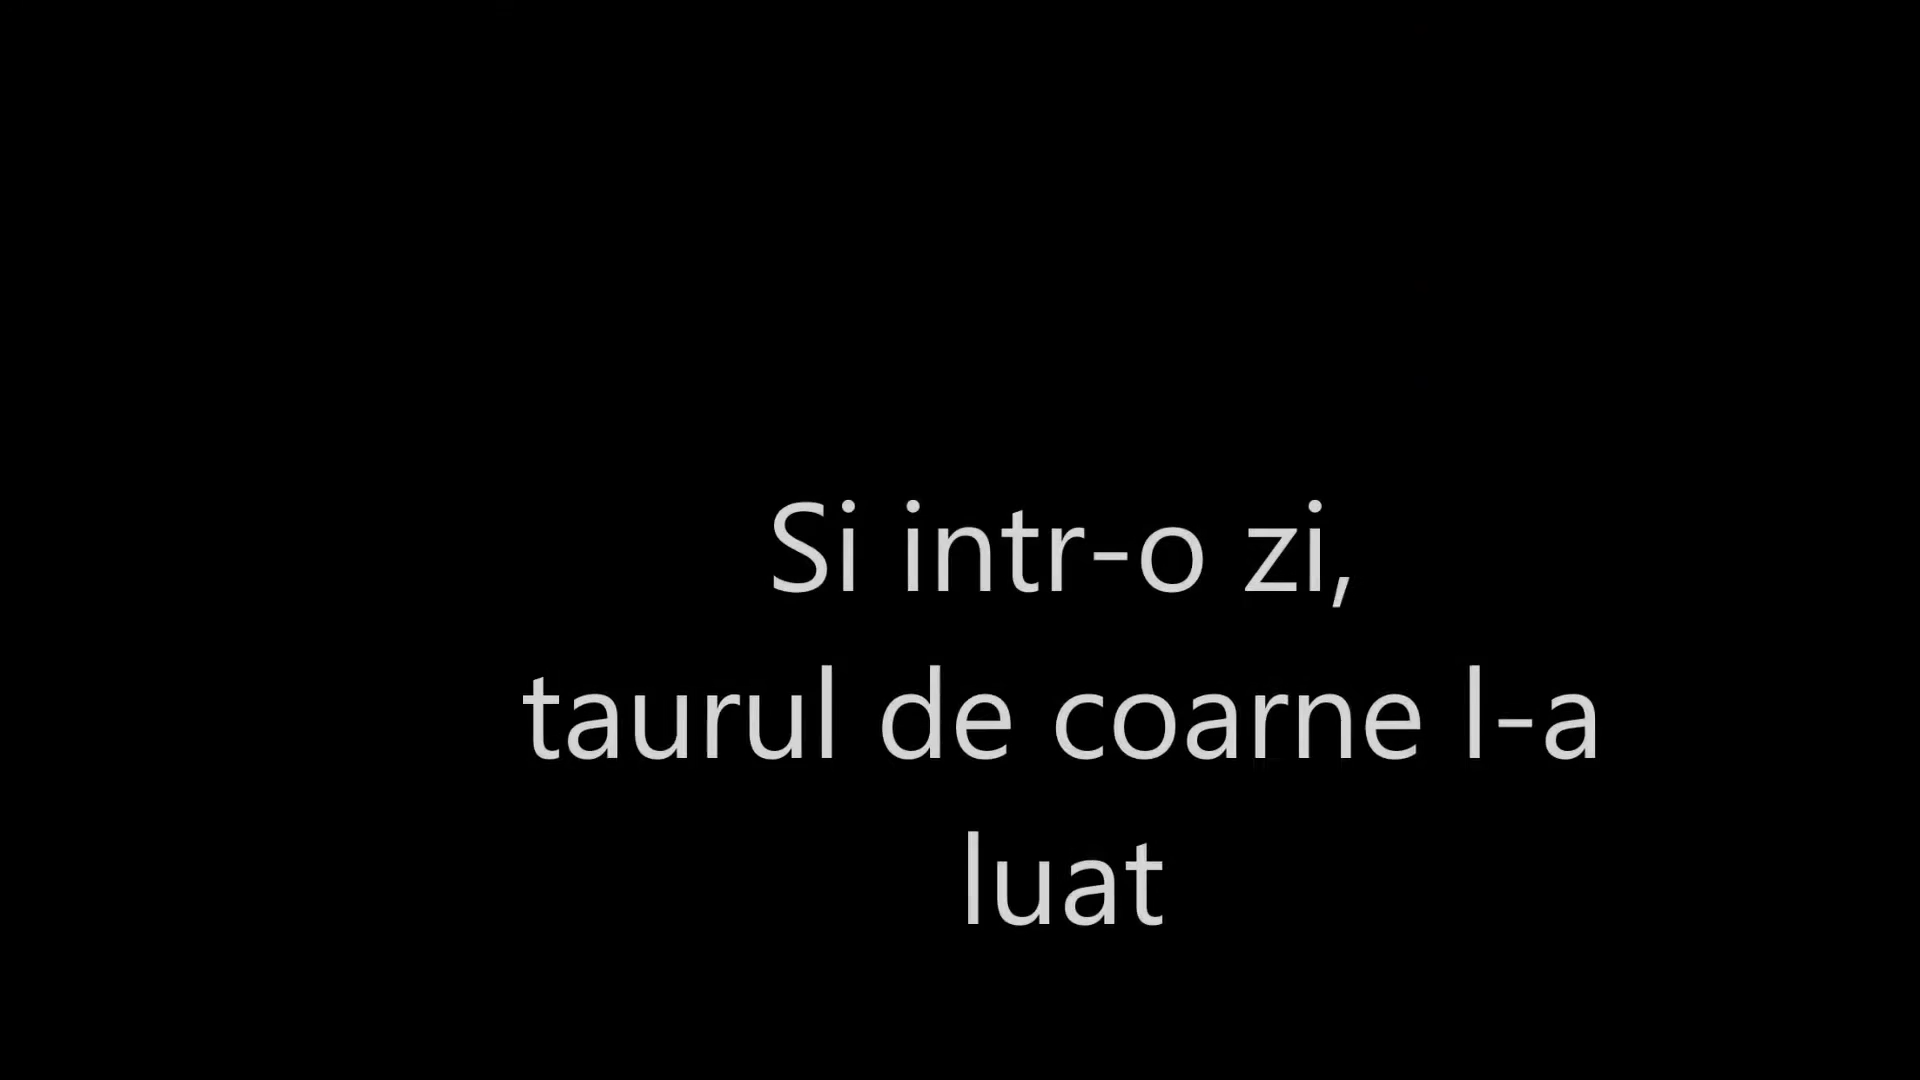 Si intr-o zi,
taurul de coarne l-a
luat